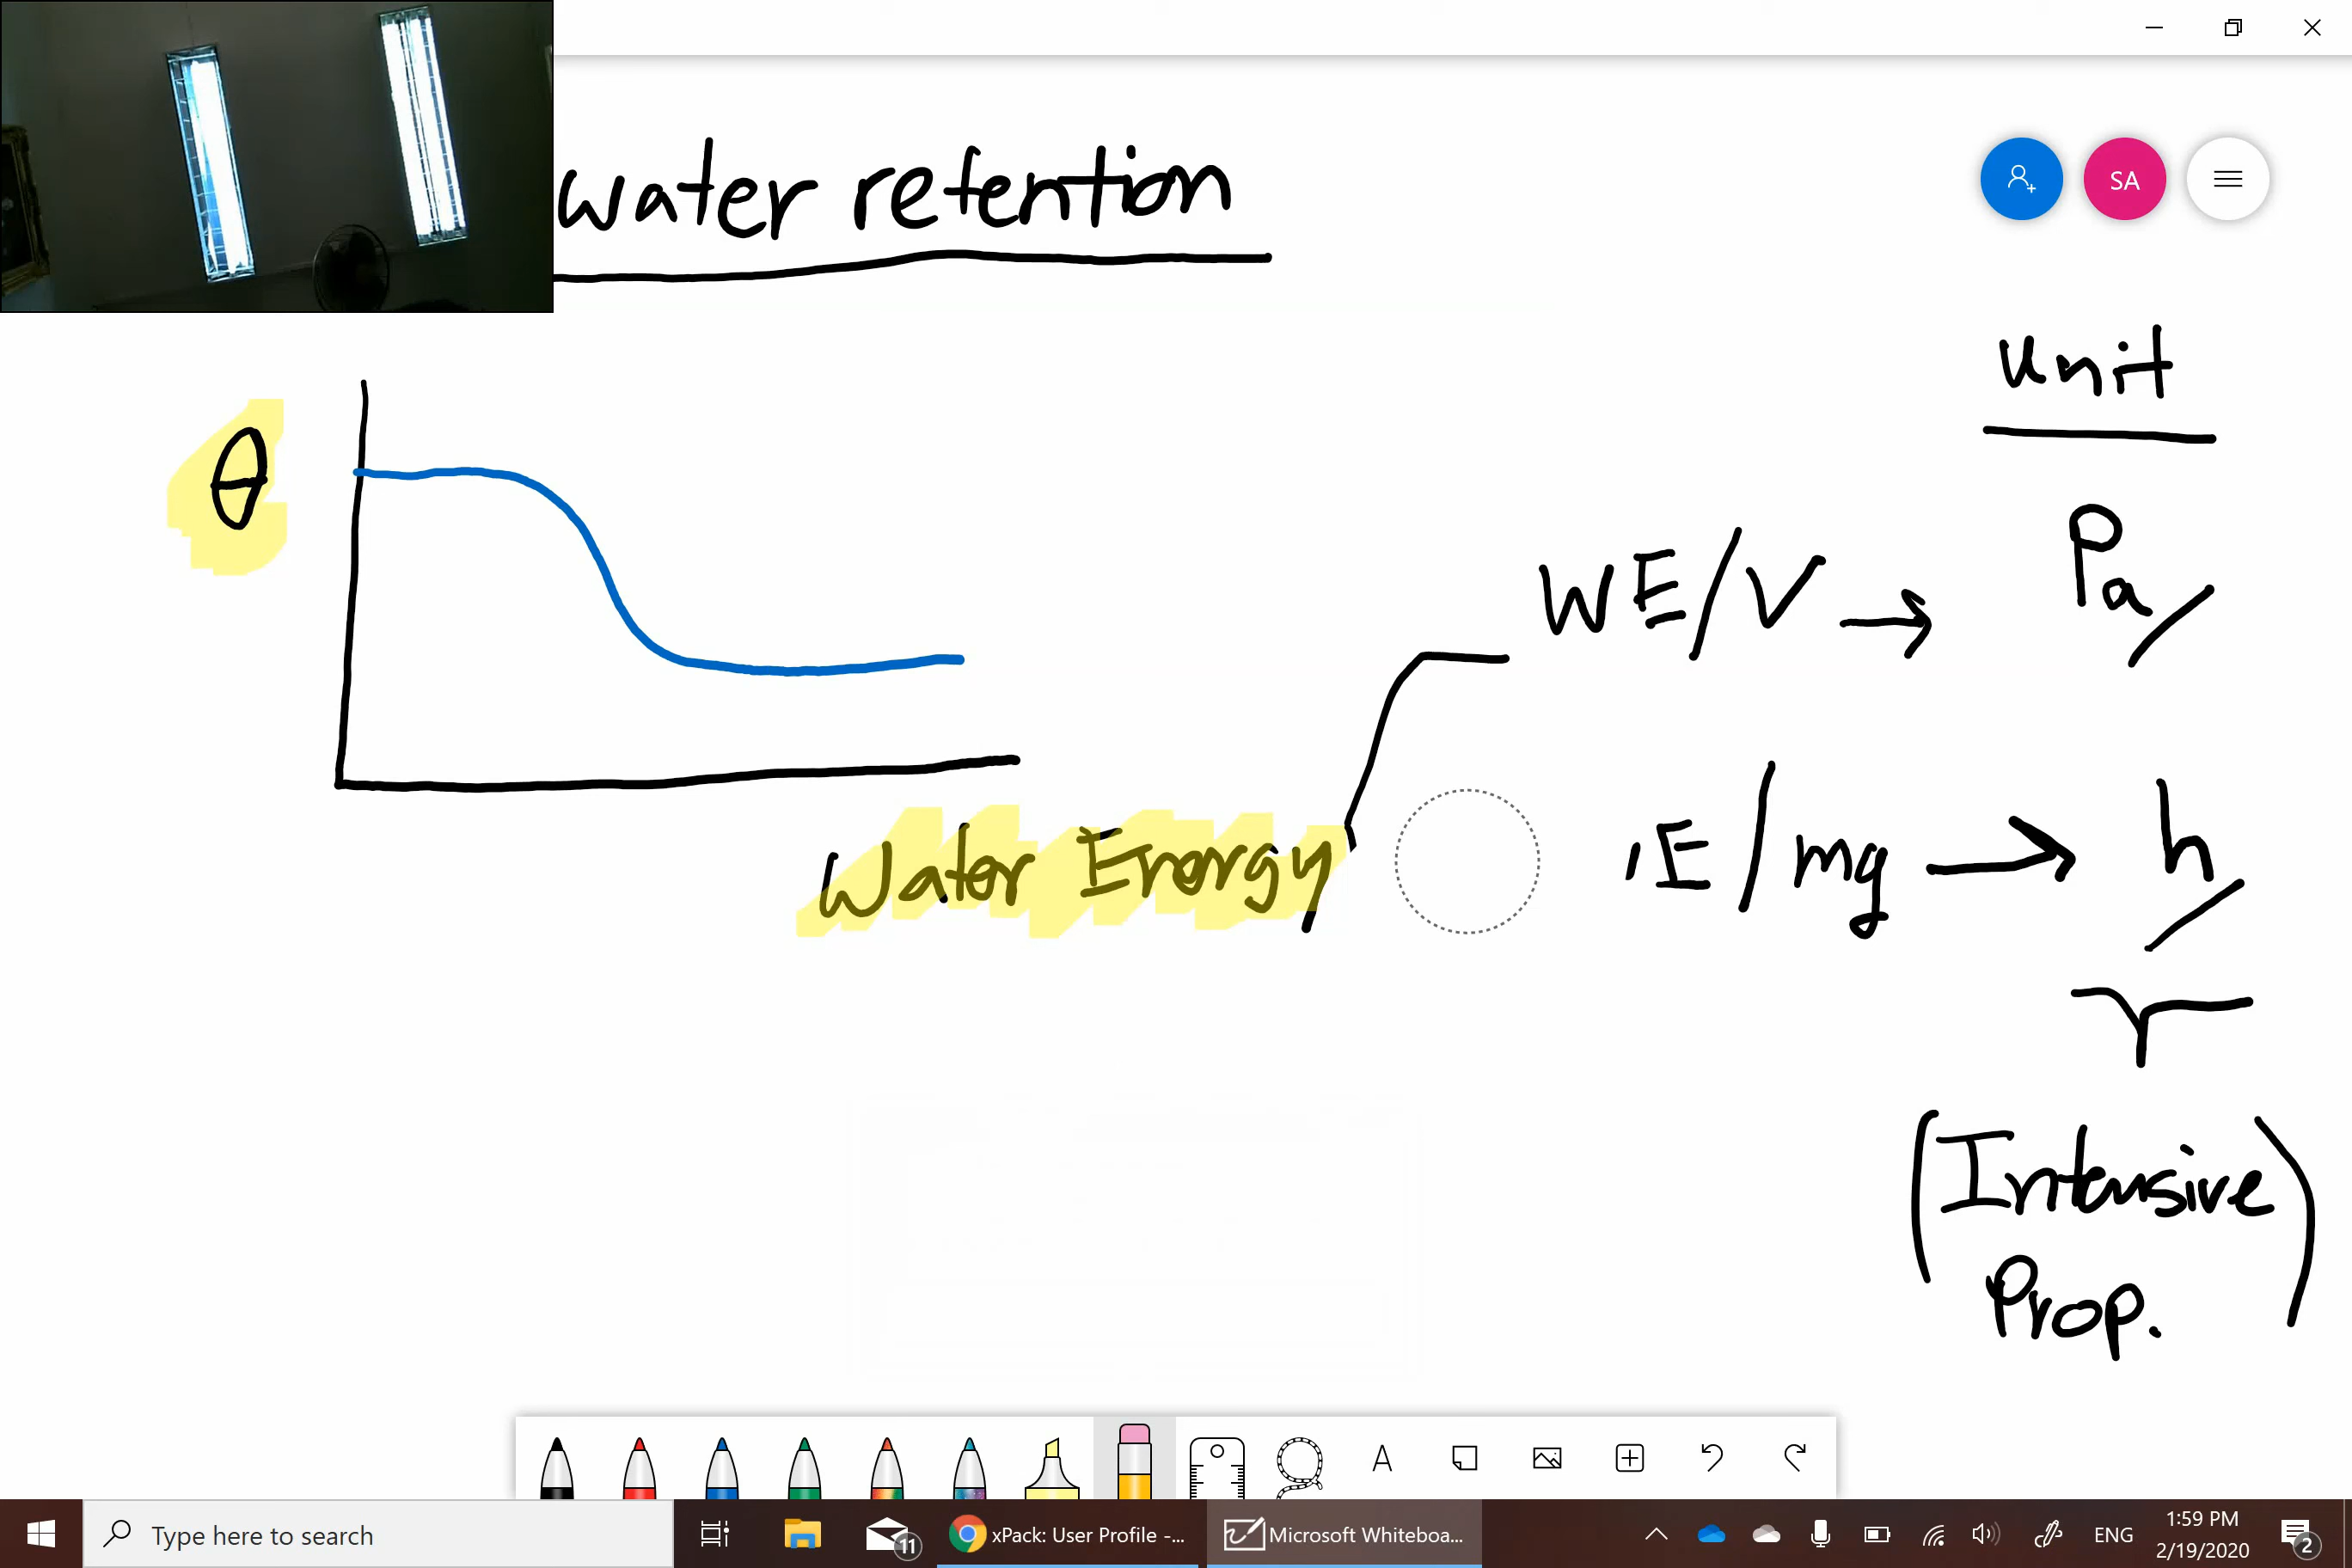 water retention
SA
unit
θ
WE/V → Pa/
Water Energy
E/mg → h/
(Intensive
Prop.)
A
Type here to search
11
xPack: User Profile -...
Microsoft Whiteboa...
ENG
1:59 PM
2/19/2020
2